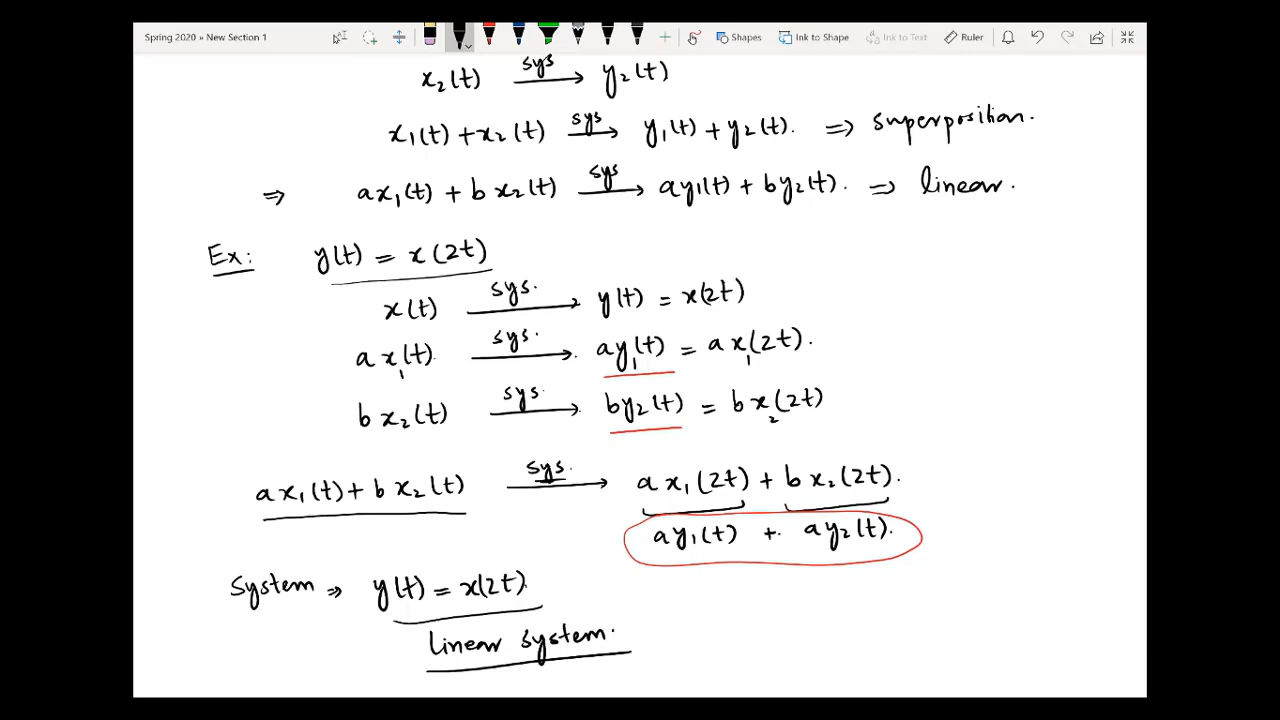 Spring 2020 » New Section 1 Shapes Ink to Shape Ink to Text Ruler
x₂(t) sys→ y₂(t)
x₁(t) + x₂(t) sys→ y₁(t) + y₂(t). ⇒ superposition.
⇒ ax₁(t) + b x₂(t) sys→ ay₁(t) + by₂(t). ⇒ linear.
Ex: y(t) = x(2t)
x(t) sys.→ y(t) = x(2t)
a x₁(t). sys.→ ay₁(t) = a x₁(2t).
b x₂(t) sys.→ by₂(t) = b x₂(2t)
a x₁(t) + b x₂(t) sys.→ a x₁(2t) + b x₂(2t).
ay₁(t) + ay₂(t).
System ⇒ y(t) = x(2t).
linear system.